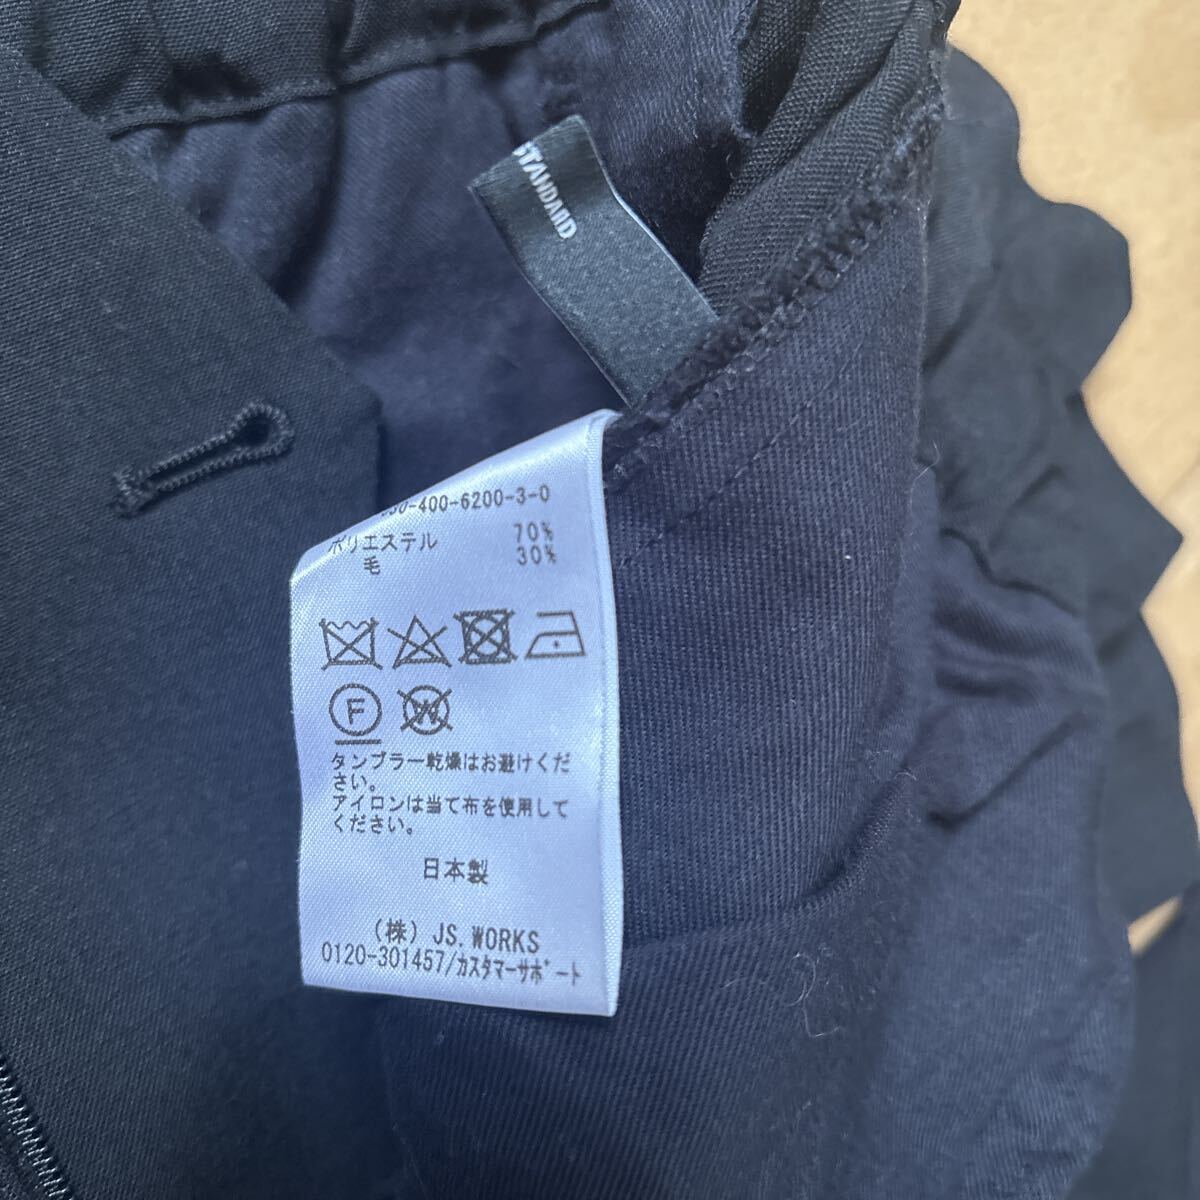 STANDARD
-400-6200-3-0
ポリエステル 70%
毛 30%
F
W
タンブラー乾燥はお避けくだ
さい。
アイロンは当て布を使用して
ください。
日本製
(株) JS.WORKS
0120-301457/カスタマーサポート